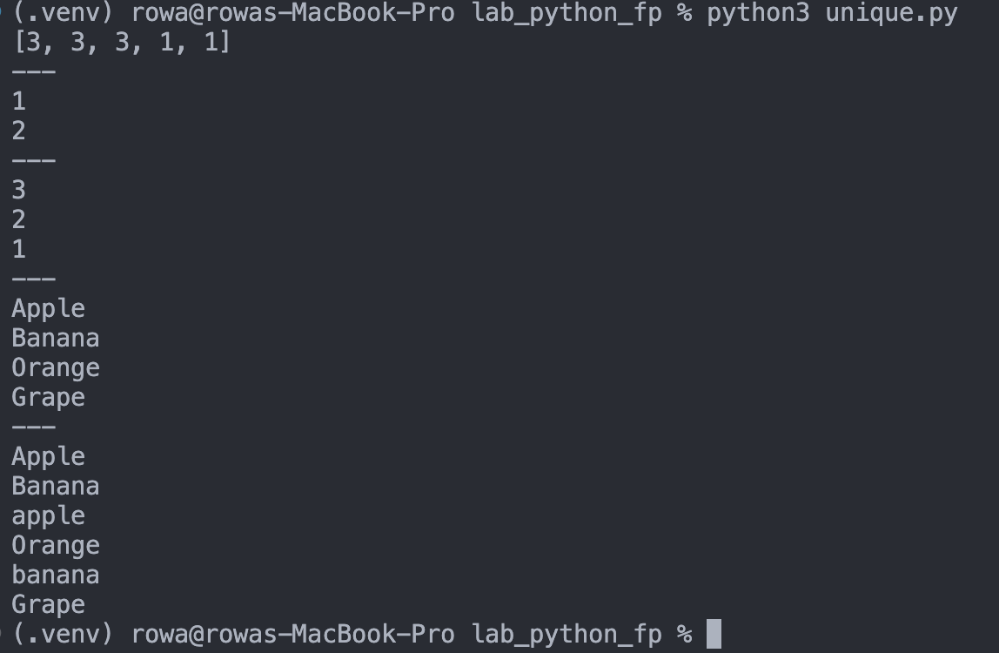 (.venv) rowa@rowas-MacBook-Pro lab_python_fp % python3 unique.py
[3, 3, 3, 1, 1]
---
1
2
---
3
2
1
---
Apple
Banana
Orange
Grape
---
Apple
Banana
apple
Orange
banana
Grape
(.venv) rowa@rowas-MacBook-Pro lab_python_fp %